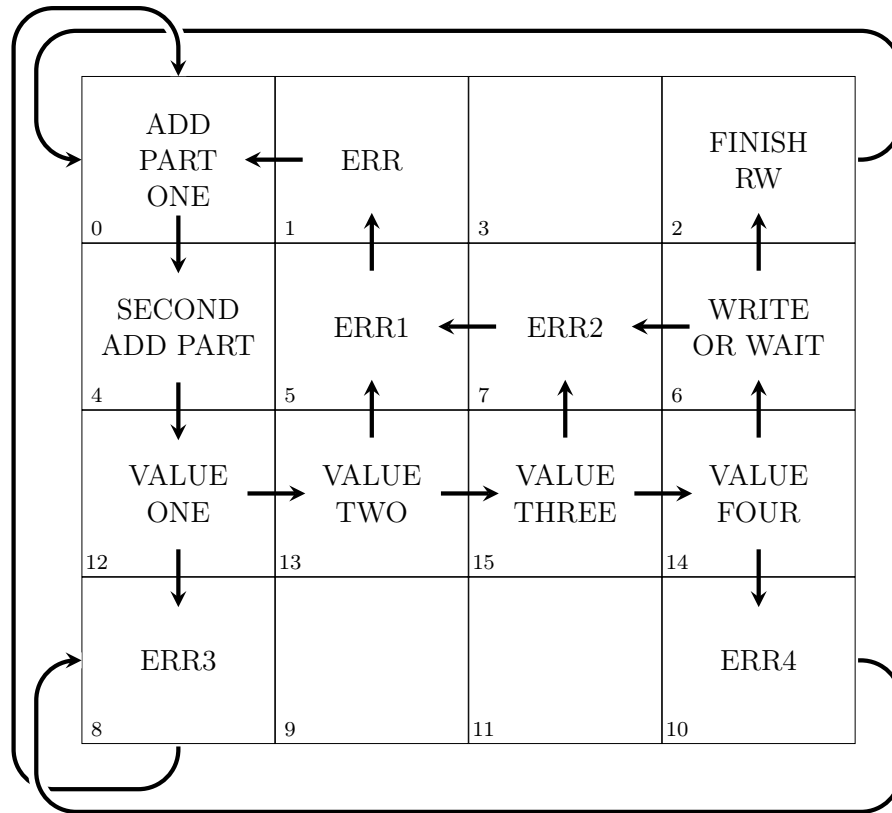 ADD
PART
ONE
0
ERR
1
3
FINISH
RW
2
SECOND
ADD PART
4
ERR1
5
ERR2
7
WRITE
OR WAIT
6
VALUE
ONE
12
VALUE
TWO
13
VALUE
THREE
15
VALUE
FOUR
14
ERR3
8
9
11
ERR4
10